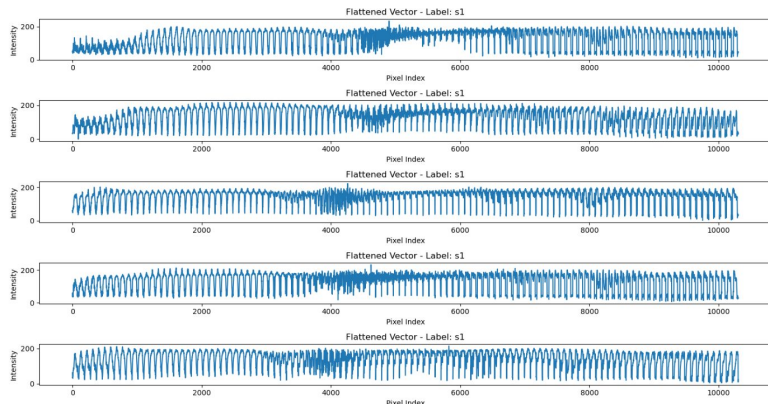 Flattened Vector - Label: s1
200
0
Intensity
0 2000 4000 6000 8000 10000
Pixel Index
Flattened Vector - Label: s1
200
0
Intensity
0 2000 4000 6000 8000 10000
Pixel Index
Flattened Vector - Label: s1
200
0
Intensity
0 2000 4000 6000 8000 10000
Pixel Index
Flattened Vector - Label: s1
200
0
Intensity
0 2000 4000 6000 8000 10000
Pixel Index
Flattened Vector - Label: s1
200
0
Intensity
0 2000 4000 6000 8000 10000
Pixel Index